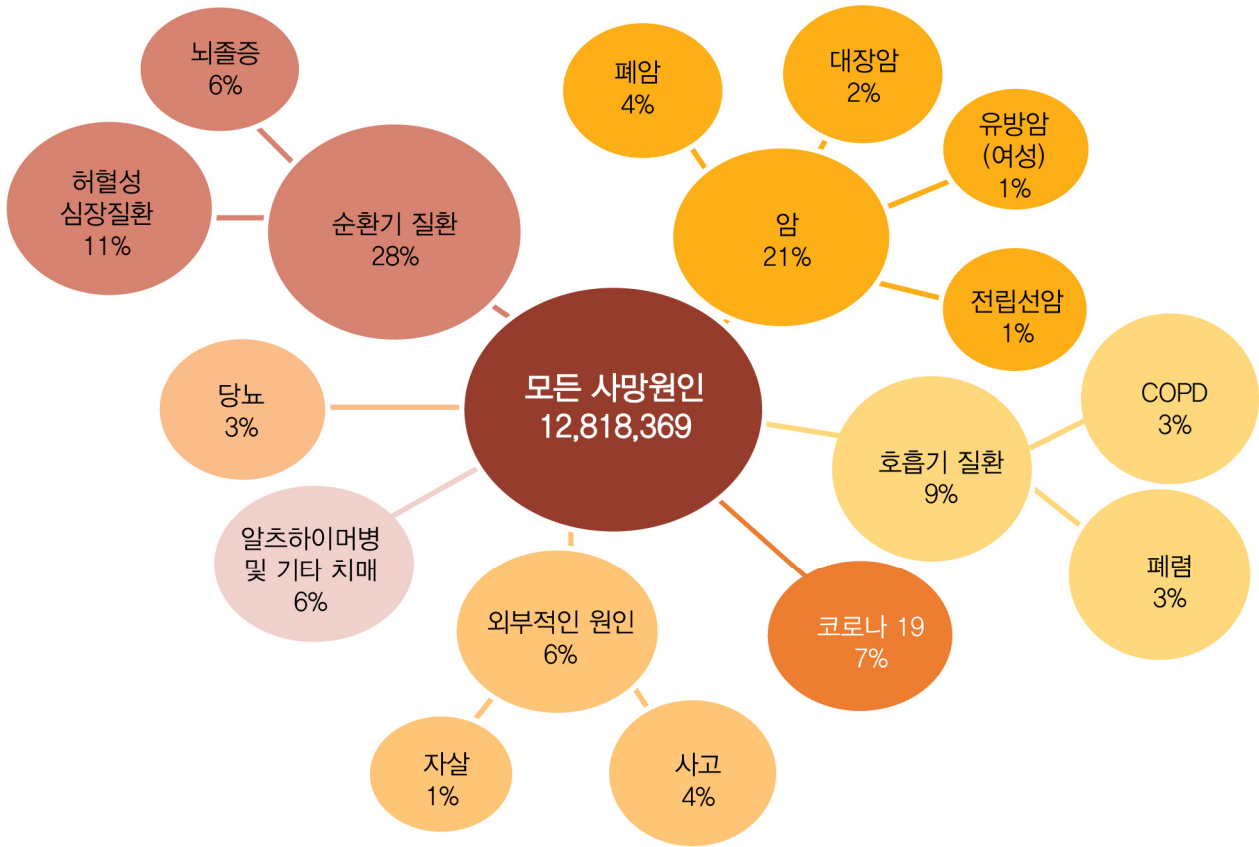 뇌졸중
6%
허혈성
심장질환
11%
순환기 질환
28%
폐암
4%
대장암
2%
유방암
(여성)
1%
암
21%
전립선암
1%
모든 사망원인
12,818,369
당뇨
3%
COPD
3%
호흡기 질환
9%
폐렴
3%
알츠하이머병
및 기타 치매
6%
외부적인 원인
6%
코로나 19
7%
자살
1%
사고
4%